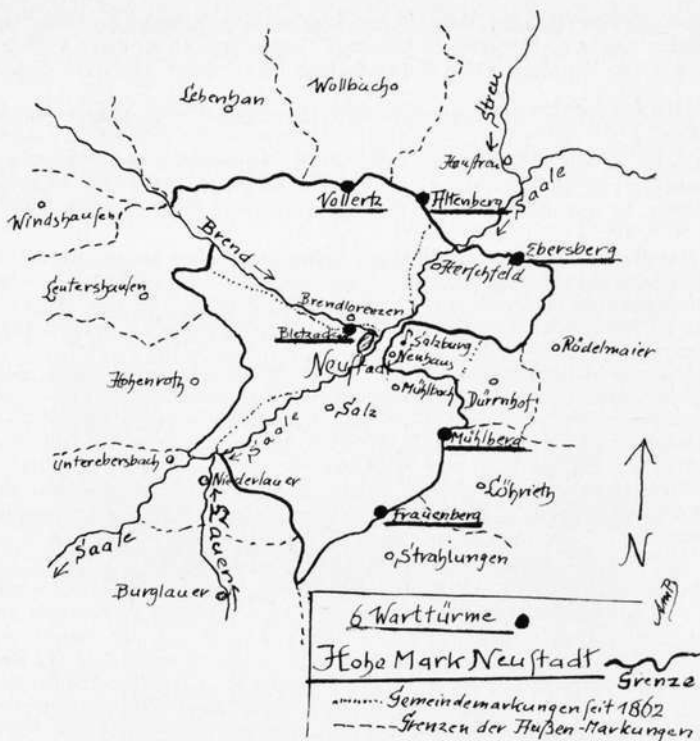 Lebenhan
Wollbach
Streu
Heustreu
Saale
Windshausen
Vollertz
Altenberg
Ebersberg
Brend
Herschfeld
Leutershausen
Brendlorenzen
Salzburg
Rödelmaier
Neuhaus
Neustadt
Hohenroth
Mühlbach
Dürrnhof
Salz
Saale
Mühlberg
Unterebersbach
Niederlauer
Löhrieth
Frauenberg
N
Saale
Lauer
Strahlungen
Burglauer
6 Warttürme
Hohe Mark Neustadt
Grenze
Gemeindemarkungen seit 1862
Grenzen der Außen-Markungen